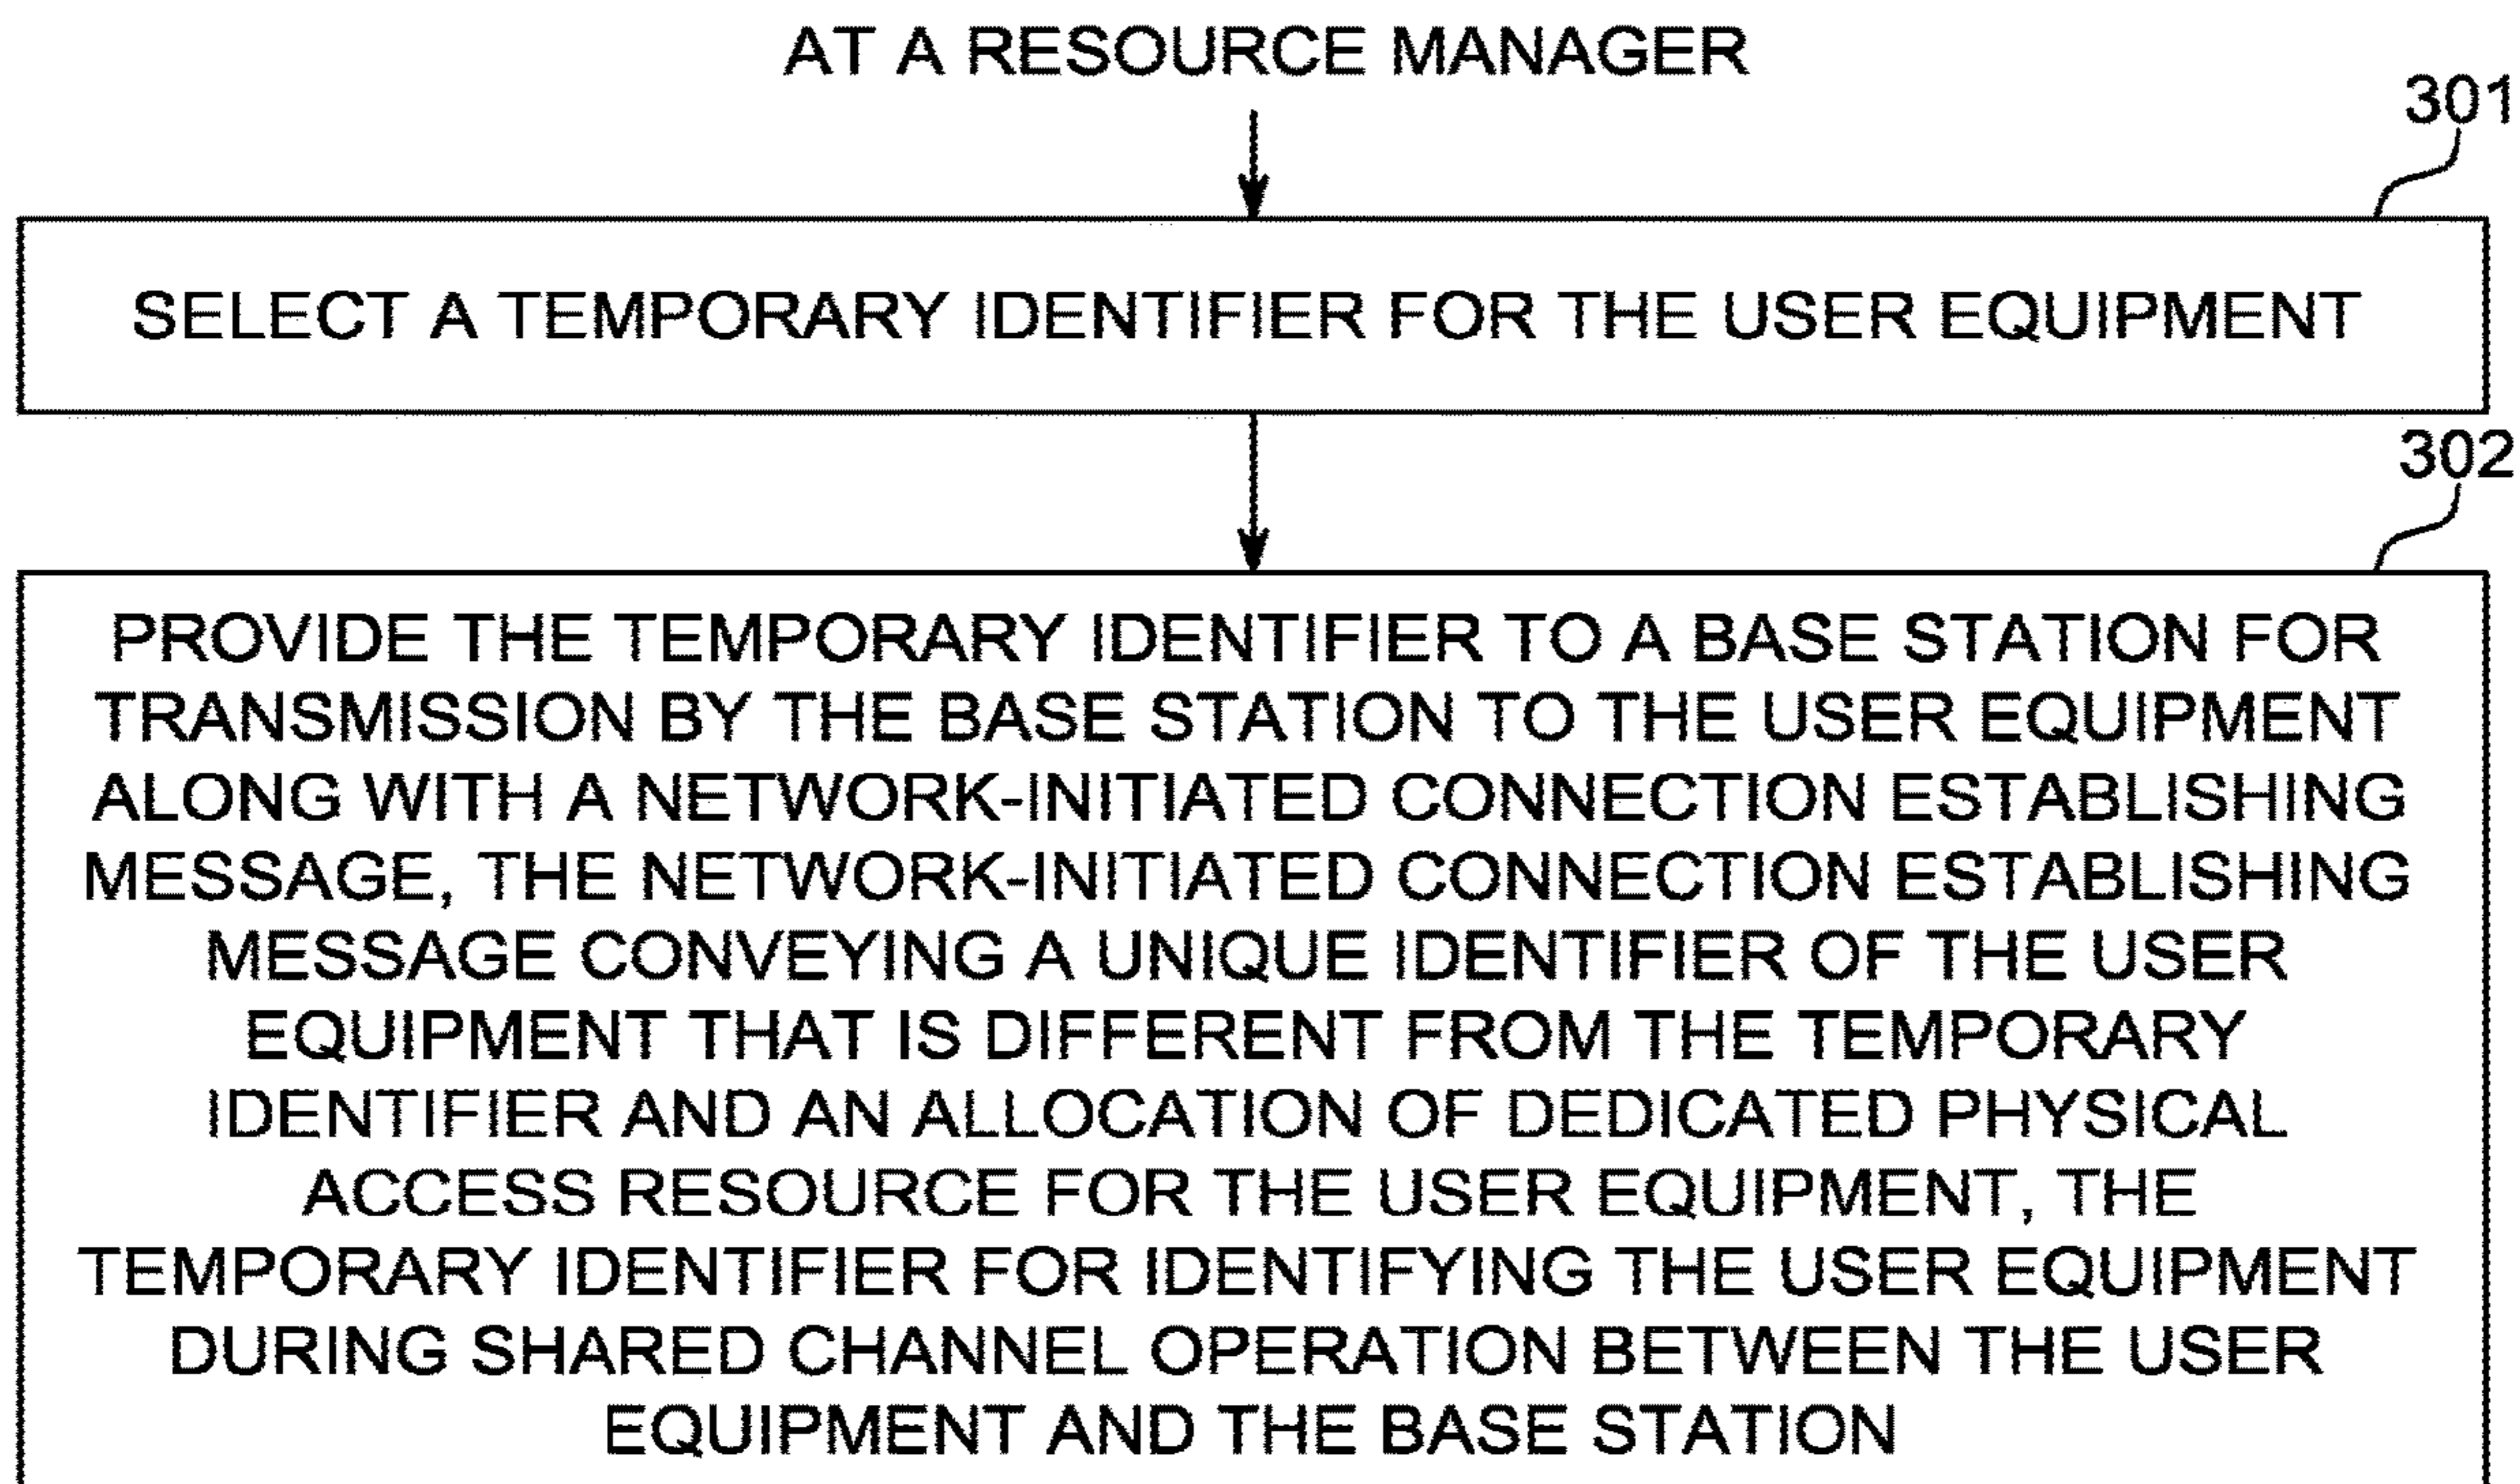 AT A RESOURCE MANAGER
301
SELECT A TEMPORARY IDENTIFIER FOR THE USER EQUIPMENT
302
PROVIDE THE TEMPORARY IDENTIFIER TO A BASE STATION FOR
TRANSMISSION BY THE BASE STATION TO THE USER EQUIPMENT
ALONG WITH A NETWORK-INITIATED CONNECTION ESTABLISHING
MESSAGE, THE NETWORK-INITIATED CONNECTION ESTABLISHING
MESSAGE CONVEYING A UNIQUE IDENTIFIER OF THE USER
EQUIPMENT THAT IS DIFFERENT FROM THE TEMPORARY
IDENTIFIER AND AN ALLOCATION OF DEDICATED PHYSICAL
ACCESS RESOURCE FOR THE USER EQUIPMENT, THE
TEMPORARY IDENTIFIER FOR IDENTIFYING THE USER EQUIPMENT
DURING SHARED CHANNEL OPERATION BETWEEN THE USER
EQUIPMENT AND THE BASE STATION